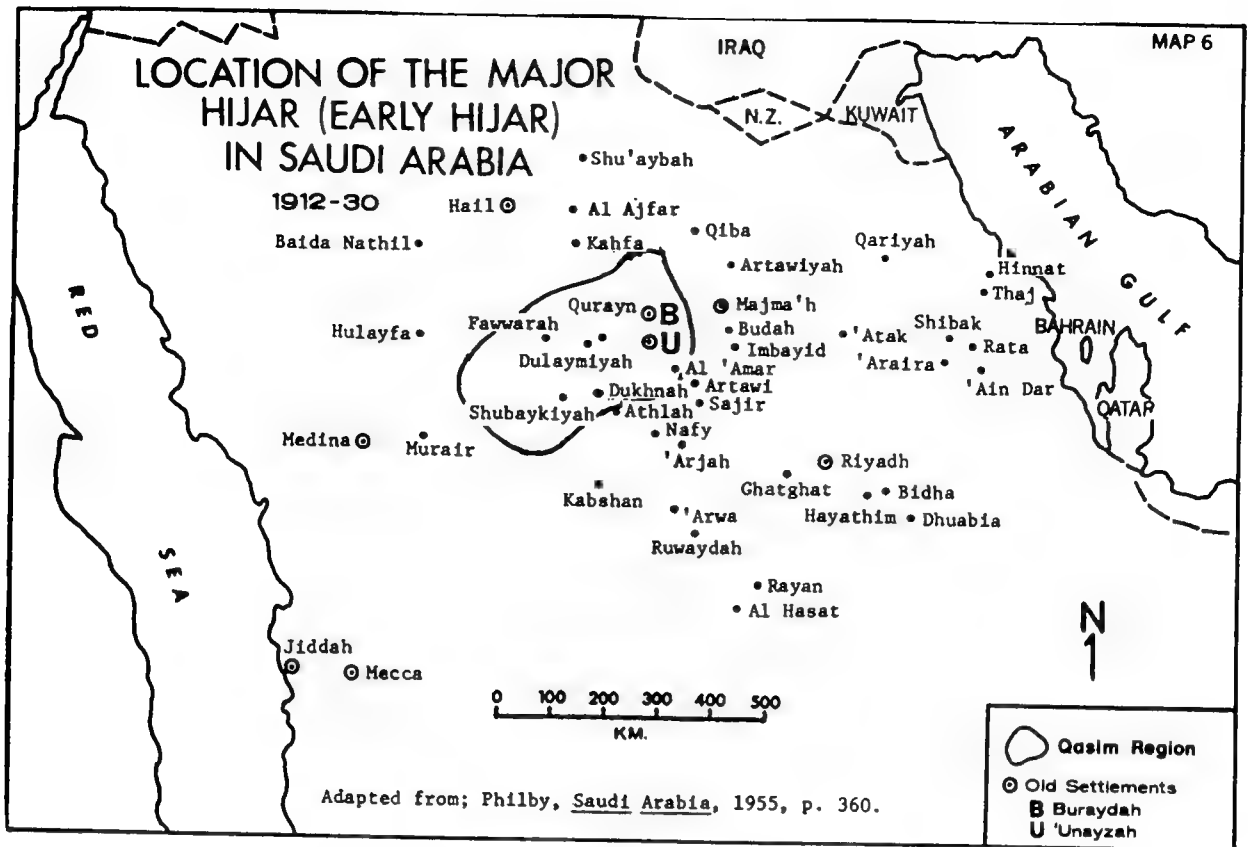 MAP 6
LOCATION OF THE MAJOR
HIJAR (EARLY HIJAR)
IN SAUDI ARABIA
1912-30
IRAQ
N.Z.
KUWAIT
ARABIAN GULF
RED SEA
Shu'aybah
Hail
Al Ajfar
Baida Nathil
Kahfa
Qiba
Qariyah
Artawiyah
Hinnat
Thaj
Qurayn
B
Majma'h
Hulayfa
Fawwarah
U
Budah
'Atak
Shibak
BAHRAIN
Dulaymiyah
Imbayid
'Araira
Rata
Al 'Amar
'Ain Dar
Dukhnah
Artawi
Shubaykiyah
Athlah
Sajir
QATAR
Medina
Murair
Nafy
'Arjah
Riyadh
Kabshan
Ghatghat
Bidha
'Arwa
Hayathim
Dhuabia
Ruwaydah
Rayan
Al Hasat
N
Jiddah
Mecca
0 100 200 300 400 500
KM.
Qasim Region
Old Settlements
B Buraydah
U 'Unayzah
Adapted from; Philby, Saudi Arabia, 1955, p. 360.